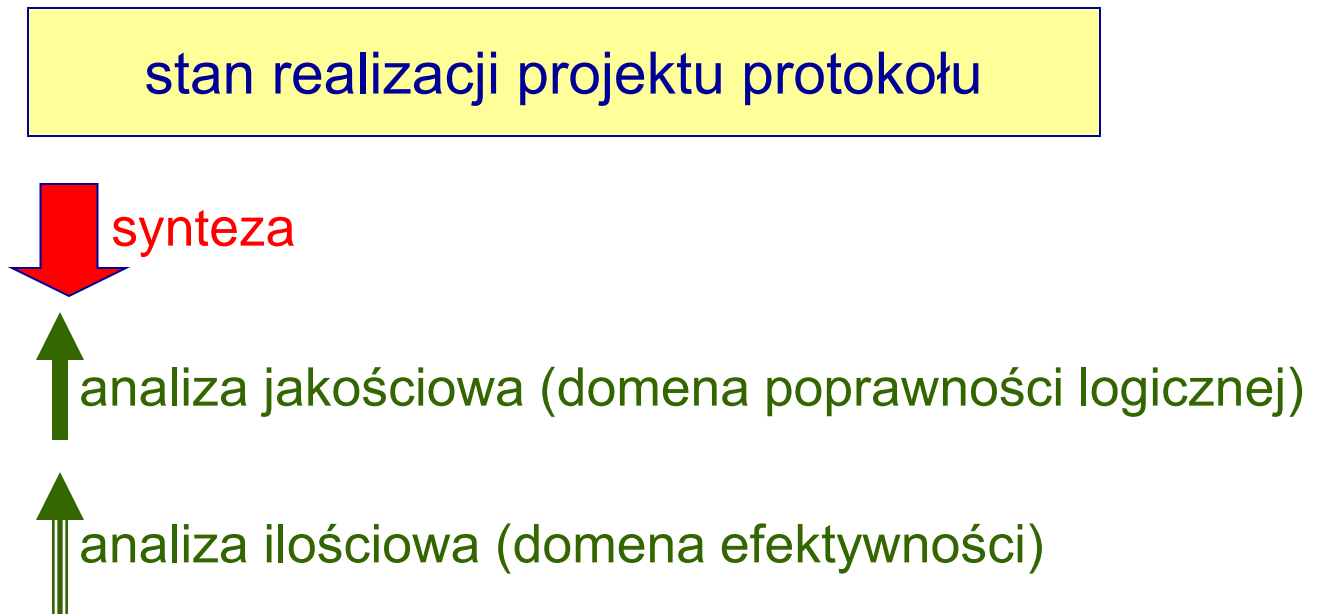 stan realizacji projektu protokołu
synteza
analiza jakościowa (domena poprawności logicznej)
analiza ilościowa (domena efektywności)